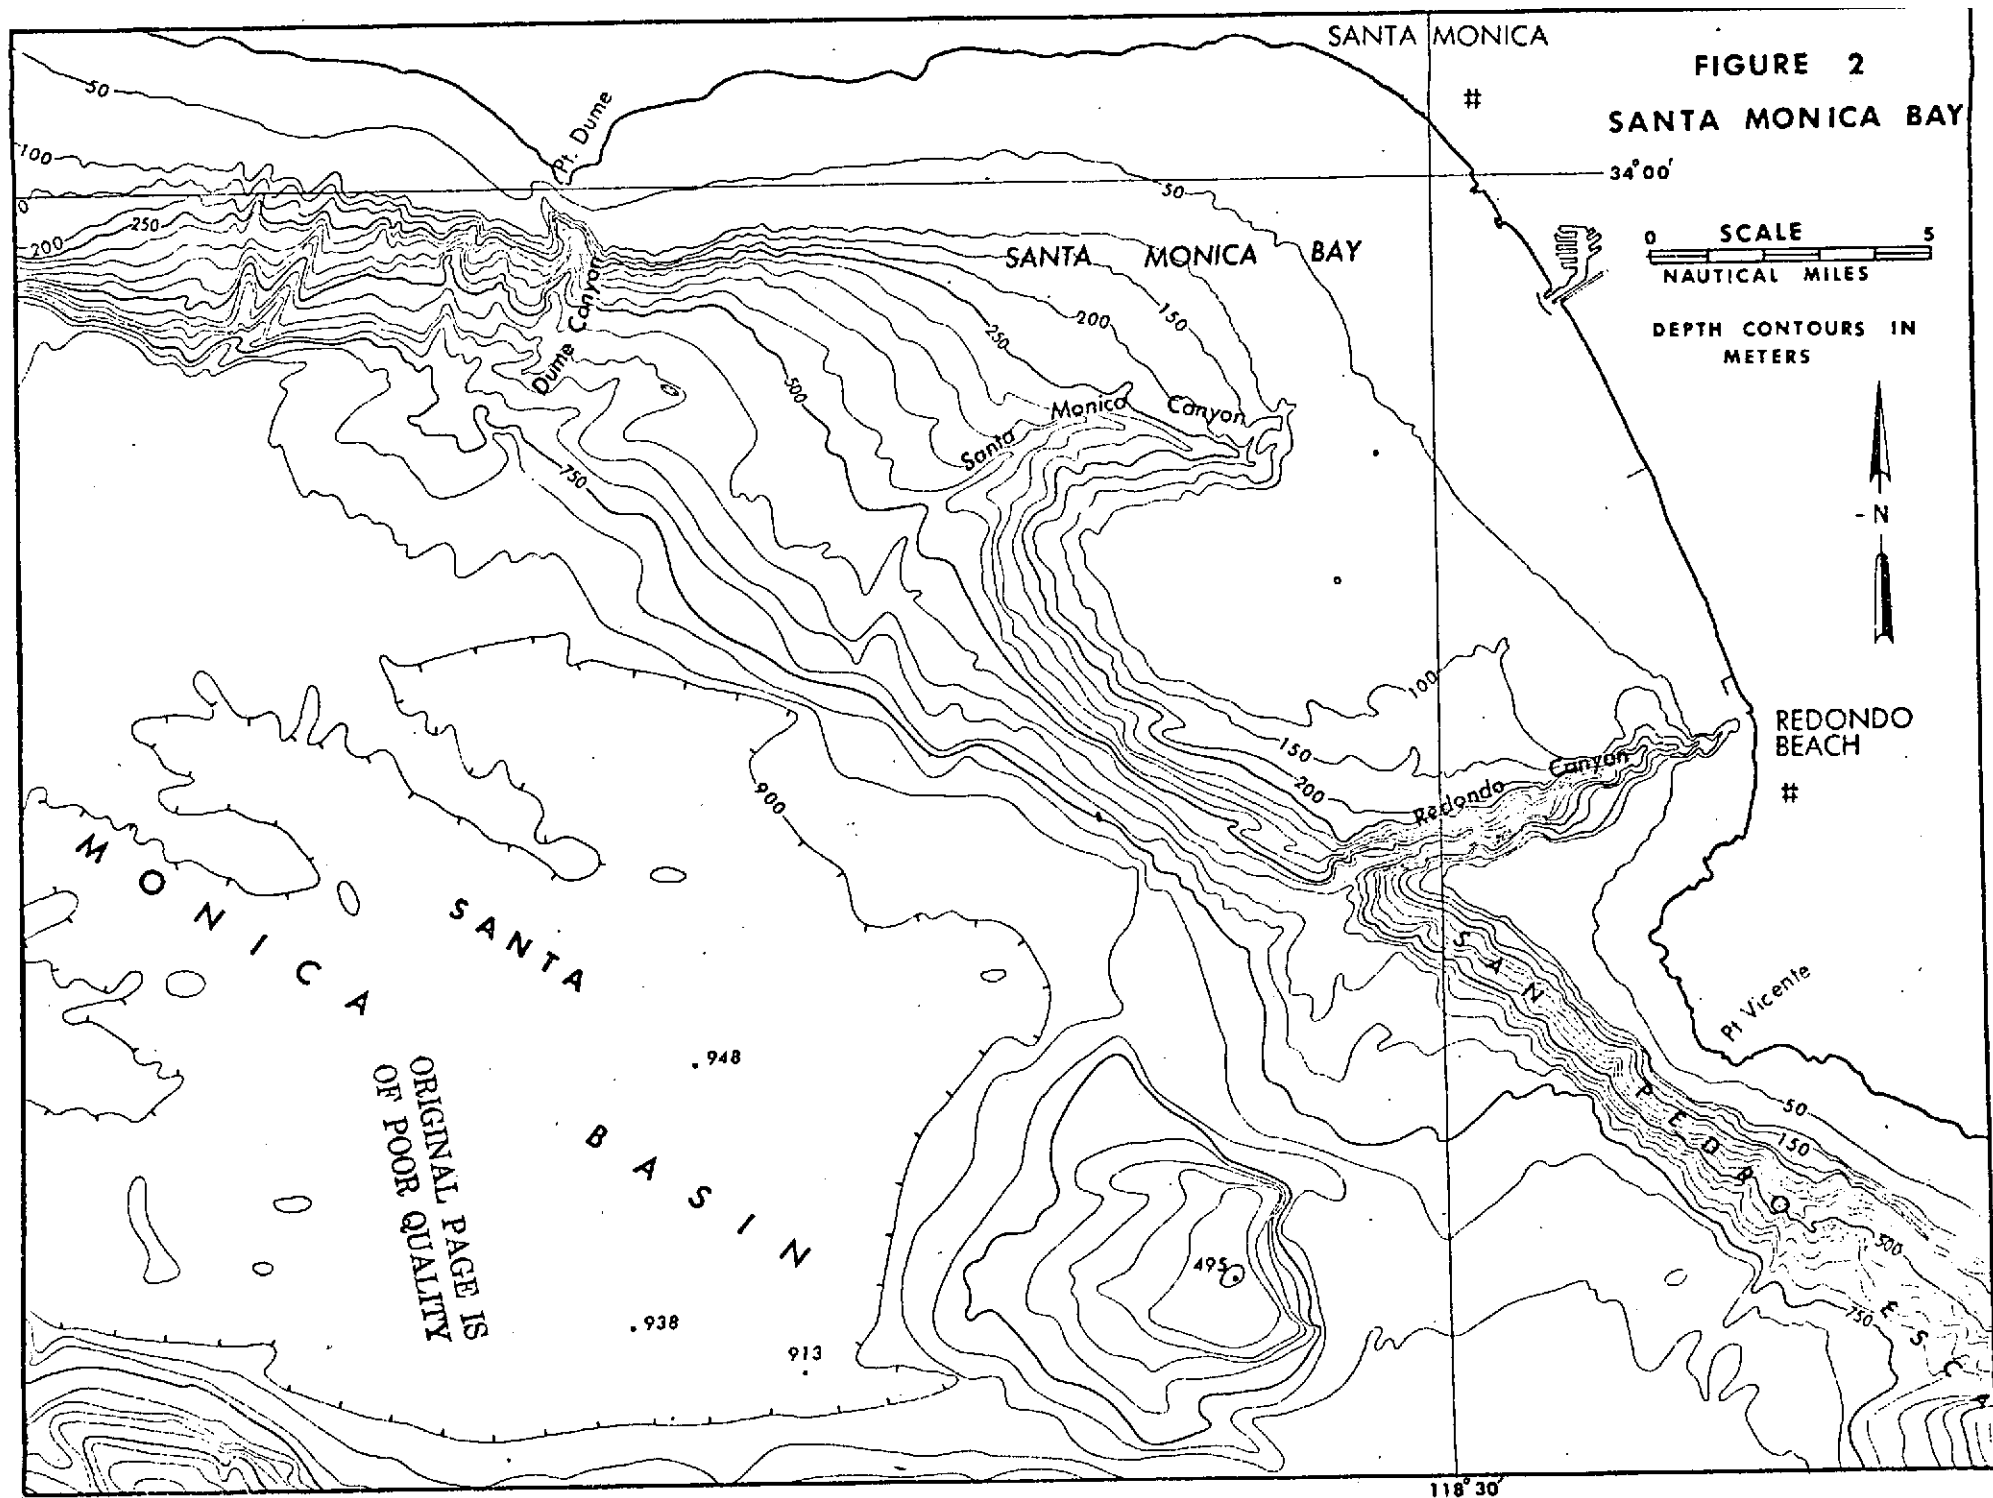 SANTA MONICA
FIGURE 2
#
SANTA MONICA BAY
50
Pt. Dume
100
34°00'
50
0
250
200
SANTA MONICA BAY
0 SCALE 5
NAUTICAL MILES
DEPTH CONTOURS IN
METERS
150
200
250
Dume Canyon
500
Santa Monica Canyon
750
- N
100
REDONDO
BEACH
#
150
200
Redondo Canyon
900
SANTA
MONICA
BASIN
SAN PEDRO ESCA
Pt Vicente
948
ORIGINAL PAGE IS
OF POOR QUALITY
50
150
500
750
495
938
913
118°30'